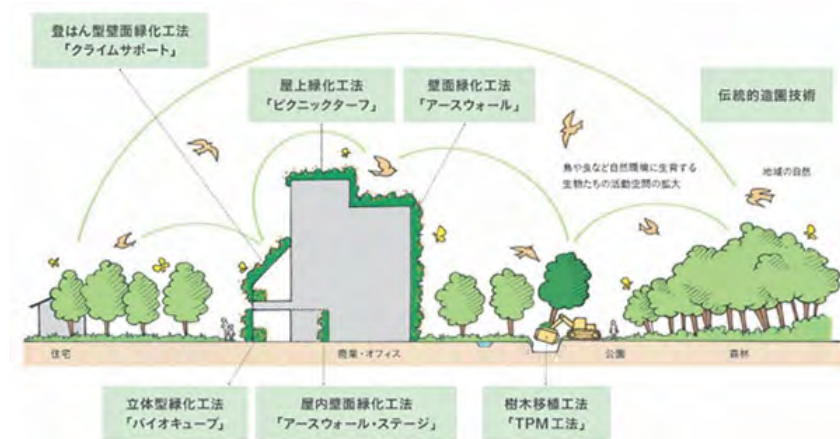 登はん型壁面緑化工法
「クライムサポート」
屋上緑化工法
「ピクニックターフ」
壁面緑化工法
「アースウォール」
伝統的造園技術
鳥や虫など自然環境に生育する
生物たちの活動空間の拡大
地域の自然
住宅
商業・オフィス
公園
森林
立体型緑化工法
「バイオキューブ」
屋内壁面緑化工法
「アースウォール・ステージ」
樹木移植工法
「TPM工法」